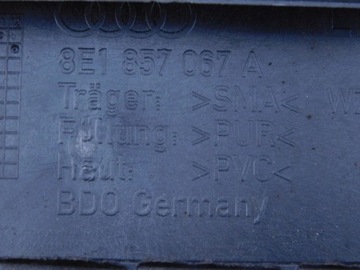 8E1 857 067 A
Träger: >SMA<
Füllung: >PUR<
Haut: >PVC<
BDO Germany